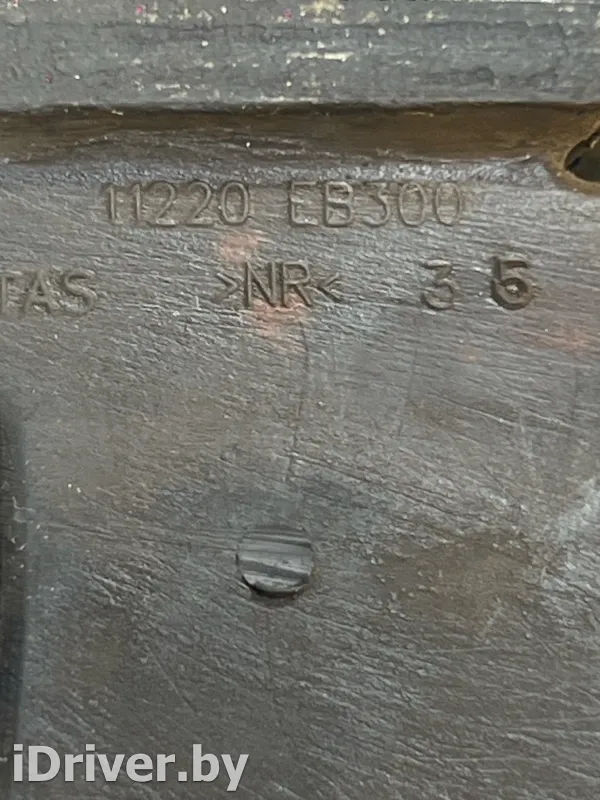 11220 EB300
TAS >NR< 35
iDriver.by